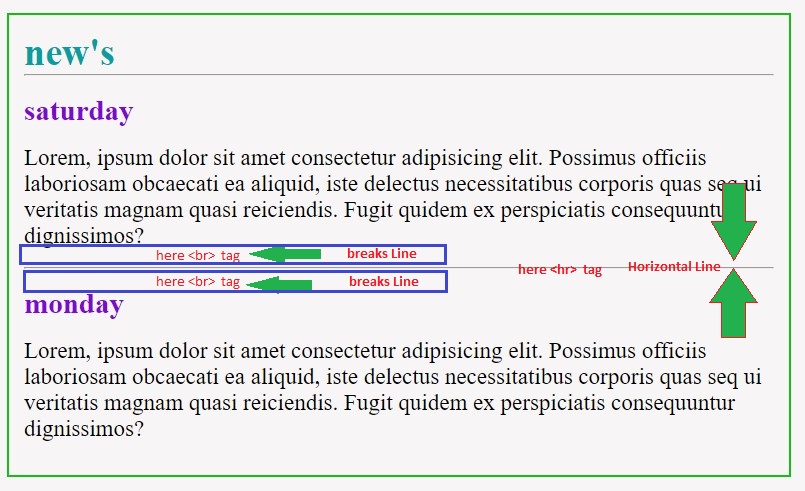 new's
saturday
Lorem, ipsum dolor sit amet consectetur adipisicing elit. Possimus officiis
laboriosam obcaecati ea aliquid, iste delectus necessitatibus corporis quas seq ui
veritatis magnam quasi reiciendis. Fugit quidem ex perspiciatis consequuntu
dignissimos?
here <br> tag breaks Line
here <hr> tag Horizontal Line
here <br> tag breaks Line
monday
Lorem, ipsum dolor sit amet consectetur adipisicing elit. Possimus officiis
laboriosam obcaecati ea aliquid, iste delectus necessitatibus corporis quas seq ui
veritatis magnam quasi reiciendis. Fugit quidem ex perspiciatis consequuntur
dignissimos?